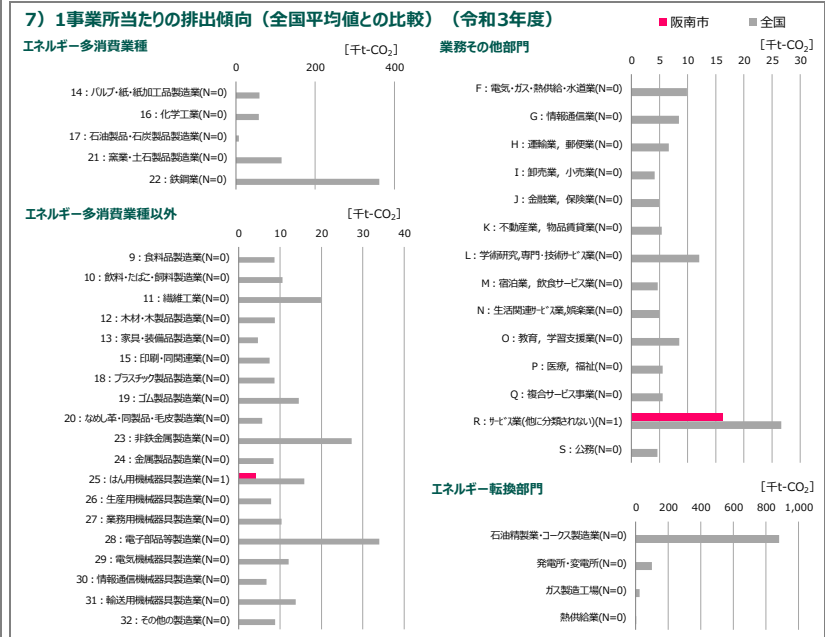 7）1事業所当たりの排出傾向（全国平均値との比較）（令和3年度）
阪南市 全国
エネルギー多消費業種
[千t-CO₂]
0 200 400
14：パルプ・紙・紙加工品製造業(N=0)
16：化学工業(N=0)
17：石油製品・石炭製品製造業(N=0)
21：窯業・土石製品製造業(N=0)
22：鉄鋼業(N=0)
エネルギー多消費業種以外
[千t-CO₂]
0 10 20 30 40
9：食料品製造業(N=0)
10：飲料・たばこ・飼料製造業(N=0)
11：繊維工業(N=0)
12：木材・木製品製造業(N=0)
13：家具・装備品製造業(N=0)
15：印刷・同関連業(N=0)
18：プラスチック製品製造業(N=0)
19：ゴム製品製造業(N=0)
20：なめし革・同製品・毛皮製造業(N=0)
23：非鉄金属製造業(N=0)
24：金属製品製造業(N=0)
25：はん用機械器具製造業(N=1)
26：生産用機械器具製造業(N=0)
27：業務用機械器具製造業(N=0)
28：電子部品等製造業(N=0)
29：電気機械器具製造業(N=0)
30：情報通信機械器具製造業(N=0)
31：輸送用機械器具製造業(N=0)
32：その他の製造業(N=0)
業務その他部門
[千t-CO₂]
0 5 10 15 20 25 30
F：電気・ガス・熱供給・水道業(N=0)
G：情報通信業(N=0)
H：運輸業，郵便業(N=0)
I：卸売業，小売業(N=0)
J：金融業，保険業(N=0)
K：不動産業，物品賃貸業(N=0)
L：学術研究,専門・技術ｻｰﾋﾞｽ業(N=0)
M：宿泊業，飲食サービス業(N=0)
N：生活関連ｻｰﾋﾞｽ業,娯楽業(N=0)
O：教育，学習支援業(N=0)
P：医療，福祉(N=0)
Q：複合サービス事業(N=0)
R：ｻｰﾋﾞｽ業(他に分類されない)(N=1)
S：公務(N=0)
エネルギー転換部門
[千t-CO₂]
0 200 400 600 800 1,000
石油精製業・コークス製造業(N=0)
発電所・変電所(N=0)
ガス製造工場(N=0)
熱供給業(N=0)